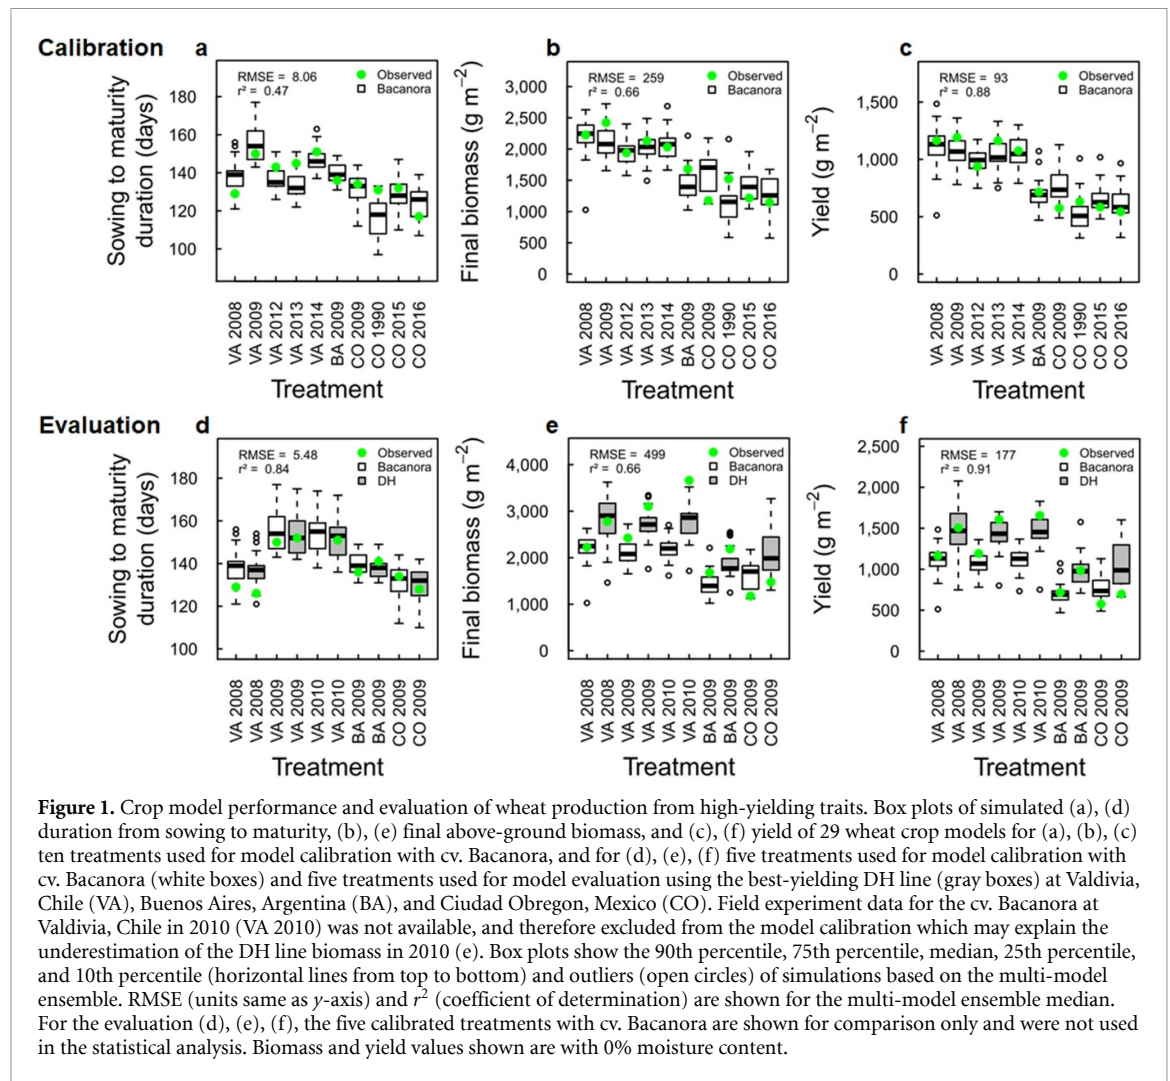 Calibration
a
Sowing to maturity
duration (days)
RMSE = 8.06
r² = 0.47
Observed
Bacanora
180
160
140
120
100
VA 2008
VA 2009
VA 2012
VA 2013
VA 2014
BA 2009
CO 2009
CO 1990
CO 2015
CO 2016
Treatment
b
Final biomass (g m⁻²)
RMSE = 259
r² = 0.66
Observed
Bacanora
3,000
2,500
2,000
1,500
1,000
500
0
VA 2008
VA 2009
VA 2012
VA 2013
VA 2014
BA 2009
CO 2009
CO 1990
CO 2015
CO 2016
Treatment
c
Yield (g m⁻²)
RMSE = 93
r² = 0.88
Observed
Bacanora
1,500
1,000
500
0
VA 2008
VA 2009
VA 2012
VA 2013
VA 2014
BA 2009
CO 2009
CO 1990
CO 2015
CO 2016
Treatment
Evaluation
d
Sowing to maturity
duration (days)
RMSE = 5.48
r² = 0.84
Observed
Bacanora
DH
180
160
140
120
100
VA 2008
VA 2008
VA 2009
VA 2009
VA 2010
VA 2010
BA 2009
BA 2009
CO 2009
CO 2009
Treatment
e
Final biomass (g m⁻²)
RMSE = 499
r² = 0.66
Observed
Bacanora
DH
4,000
3,000
2,000
1,000
0
VA 2008
VA 2008
VA 2009
VA 2009
VA 2010
VA 2010
BA 2009
BA 2009
CO 2009
CO 2009
Treatment
f
Yield (g m⁻²)
RMSE = 177
r² = 0.91
Observed
Bacanora
DH
2,500
2,000
1,500
1,000
500
0
VA 2008
VA 2008
VA 2009
VA 2009
VA 2010
VA 2010
BA 2009
BA 2009
CO 2009
CO 2009
Treatment
Figure 1. Crop model performance and evaluation of wheat production from high-yielding traits. Box plots of simulated (a), (d)
duration from sowing to maturity, (b), (e) final above-ground biomass, and (c), (f) yield of 29 wheat crop models for (a), (b), (c)
ten treatments used for model calibration with cv. Bacanora, and for (d), (e), (f) five treatments used for model calibration with
cv. Bacanora (white boxes) and five treatments used for model evaluation using the best-yielding DH line (gray boxes) at Valdivia,
Chile (VA), Buenos Aires, Argentina (BA), and Ciudad Obregon, Mexico (CO). Field experiment data for the cv. Bacanora at
Valdivia, Chile in 2010 (VA 2010) was not available, and therefore excluded from the model calibration which may explain the
underestimation of the DH line biomass in 2010 (e). Box plots show the 90th percentile, 75th percentile, median, 25th percentile,
and 10th percentile (horizontal lines from top to bottom) and outliers (open circles) of simulations based on the multi-model
ensemble. RMSE (units same as y-axis) and r² (coefficient of determination) are shown for the multi-model ensemble median.
For the evaluation (d), (e), (f), the five calibrated treatments with cv. Bacanora are shown for comparison only and were not used
in the statistical analysis. Biomass and yield values shown are with 0% moisture content.